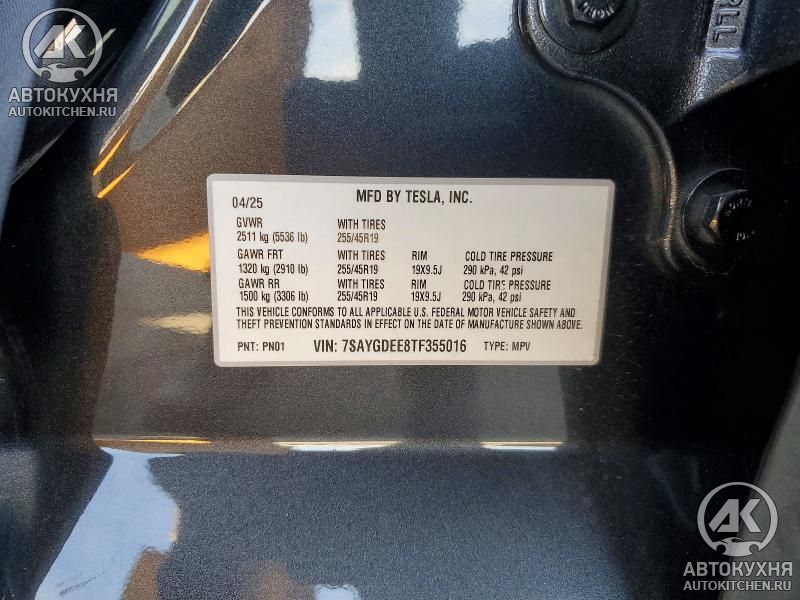 АК
АВТОКУХНЯ
AUTOKITCHEN.RU
04/25 MFD BY TESLA, INC.
GVWR WITH TIRES
2511 kg (5536 lb) 255/45R19
GAWR FRT WITH TIRES RIM COLD TIRE PRESSURE
1320 kg (2910 lb) 255/45R19 19X9.5J 290 kPa, 42 psi
GAWR RR WITH TIRES RIM COLD TIRE PRESSURE
1500 kg (3306 lb) 255/45R19 19X9.5J 290 kPa, 42 psi
THIS VEHICLE CONFORMS TO ALL APPLICABLE U.S. FEDERAL MOTOR VEHICLE SAFETY AND
THEFT PREVENTION STANDARDS IN EFFECT ON THE DATE OF MANUFACTURE SHOWN ABOVE.
PNT: PN01 VIN: 7SAYGDEE8TF355016 TYPE: MPV
АК
АВТОКУХНЯ
AUTOKITCHEN.RU